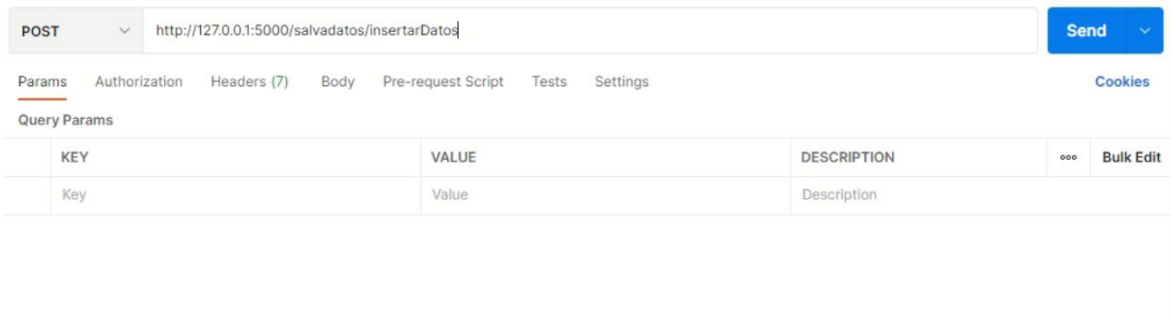 POST http://127.0.0.1:5000/salvadatos/insertarDatos Send
Params Authorization Headers (7) Body Pre-request Script Tests Settings Cookies
Query Params
KEY VALUE DESCRIPTION ooo Bulk Edit
Key Value Description